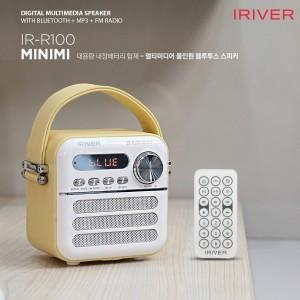 DIGITAL MULTIMEDIA SPEAKER
WITH BLUETOOTH + MP3 + FM RADIO
IRIVER
IR-R100
MINIMI 대용량 내장배터리 탑재 - 멀티미디어 올인원 블루투스 스피커
IRIVER
BLUE